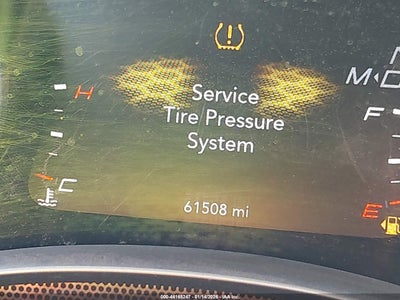 H
Service
Tire Pressure
System
C
61508 mi
M
D
F
E